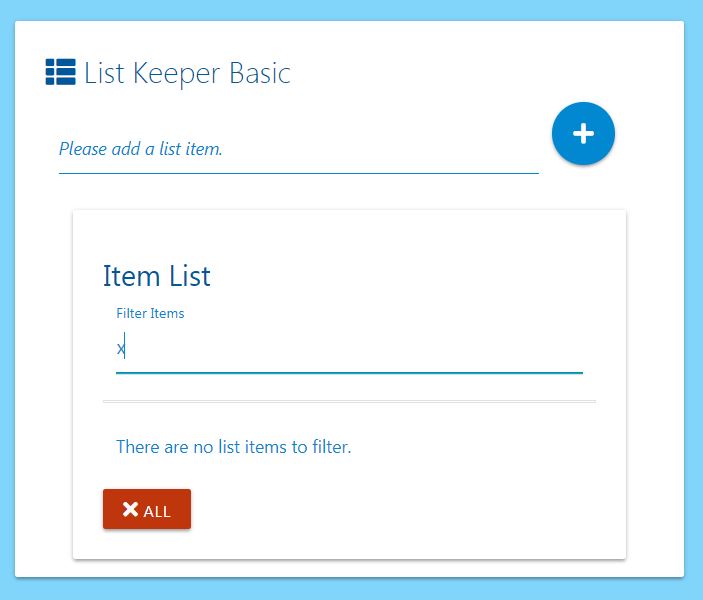 List Keeper Basic
Please add a list item.
Item List
Filter Items
x
There are no list items to filter.
ALL